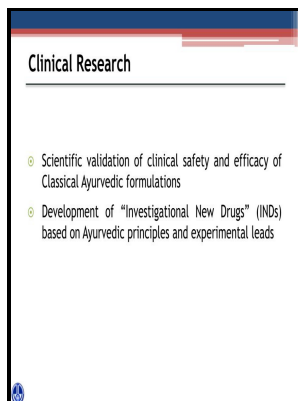 Clinical Research
Scientific validation of clinical safety and efficacy of
Classical Ayurvedic formulations
Development of “Investigational New Drugs” (INDs)
based on Ayurvedic principles and experimental leads